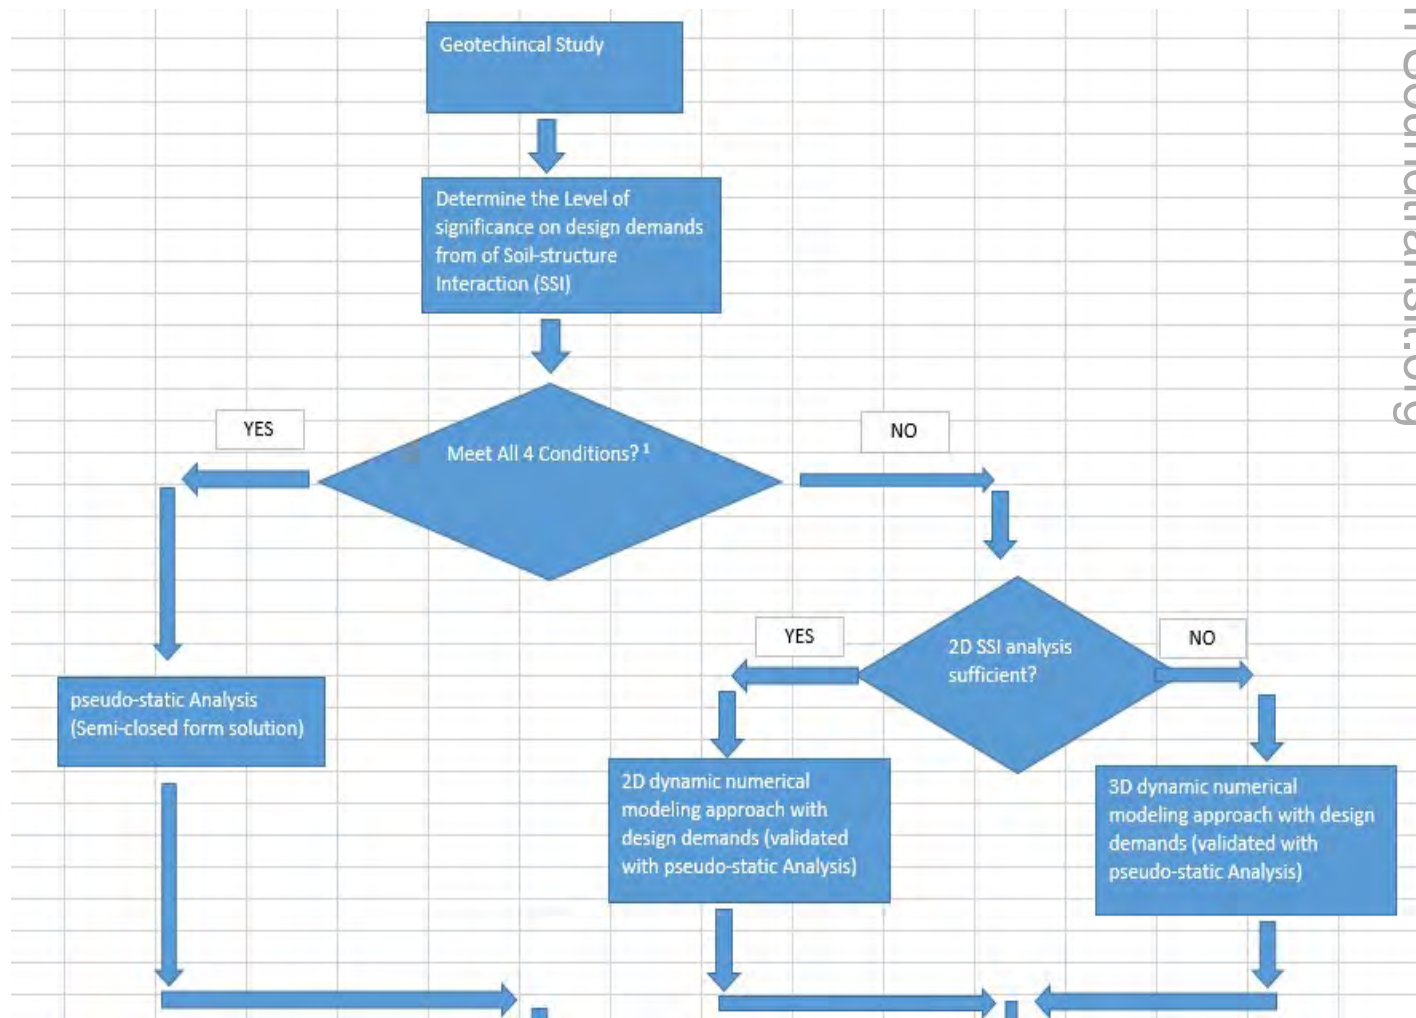 Geotechincal Study
Determine the Level of
significance on design demands
from of Soil-structure
Interaction (SSI)
YES
Meet All 4 Conditions? ¹
NO
YES
2D SSI analysis
sufficient?
NO
pseudo-static Analysis
(Semi-closed form solution)
2D dynamic numerical
modeling approach with
design demands (validated
with pseudo-static Analysis)
3D dynamic numerical
modeling approach with design
demands (validated with
pseudo-static Analysis)
Soundtransit.org